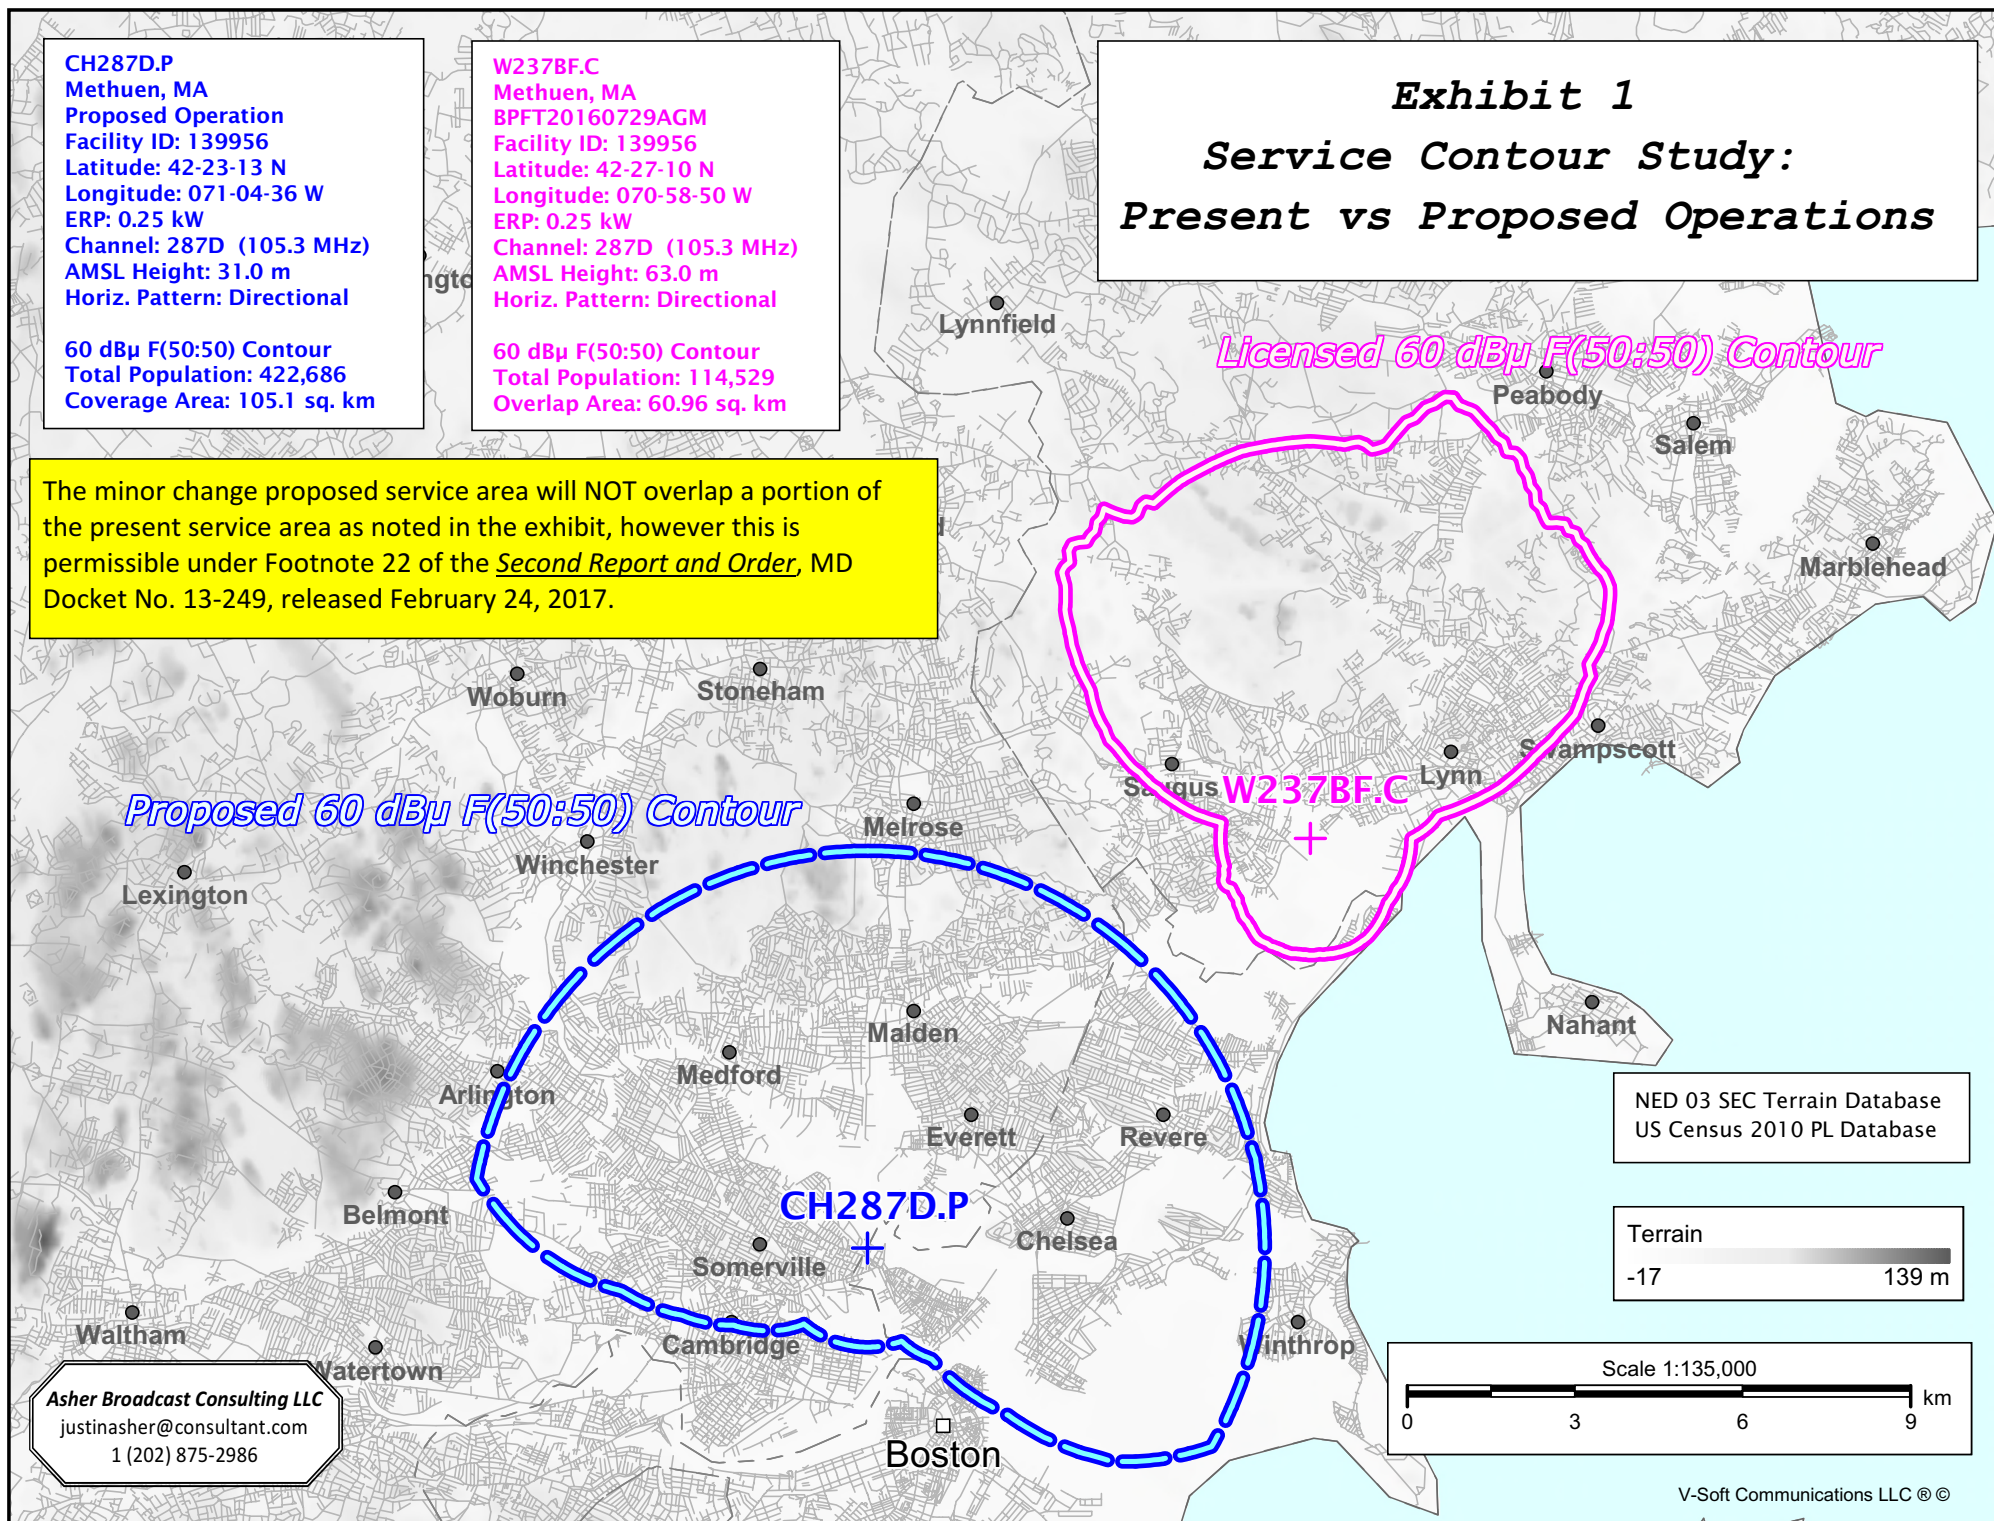 CH287D.P
Methuen, MA
Proposed Operation
Facility ID: 139956
Latitude: 42-23-13 N
Longitude: 071-04-36 W
ERP: 0.25 kW
Channel: 287D (105.3 MHz)
AMSL Height: 31.0 m
Horiz. Pattern: Directional
60 dBµ F(50:50) Contour
Total Population: 422,686
Coverage Area: 105.1 sq. km
W237BF.C
Methuen, MA
BPFT20160729AGM
Facility ID: 139956
Latitude: 42-27-10 N
Longitude: 070-58-50 W
ERP: 0.25 kW
Channel: 287D (105.3 MHz)
AMSL Height: 63.0 m
Horiz. Pattern: Directional
60 dBµ F(50:50) Contour
Total Population: 114,529
Overlap Area: 60.96 sq. km
Exhibit 1
Service Contour Study:
Present vs Proposed Operations
Lynnfield
Licensed 60 dBµ F(50:50) Contour
Peabody
Salem
The minor change proposed service area will NOT overlap a portion of
the present service area as noted in the exhibit, however this is
permissible under Footnote 22 of the Second Report and Order, MD
Docket No. 13-249, released February 24, 2017.
Marblehead
Woburn
Stoneham
Swampscott
Saugus
W237BF.C
Lynn
Proposed 60 dBµ F(50:50) Contour
Melrose
Winchester
Lexington
Nahant
Malden
Medford
Arlington
Everett
Revere
NED 03 SEC Terrain Database
US Census 2010 PL Database
Belmont
CH287D.P
Chelsea
Somerville
Terrain
-17 139 m
Waltham
Cambridge
Winthrop
Watertown
Scale 1:135,000
km
0 3 6 9
Asher Broadcast Consulting LLC
justinasher@consultant.com
1 (202) 875-2986
Boston
V-Soft Communications LLC ® ©